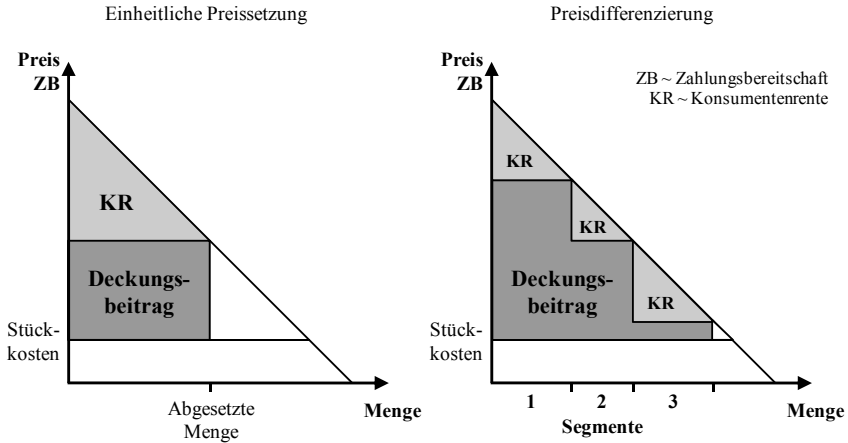 Einheitliche Preissetzung
Preis
ZB
KR
Deckungs-
beitrag
Stück-
kosten
Abgesetzte
Menge
Menge
Preisdifferenzierung
Preis
ZB
ZB ~ Zahlungsbereitschaft
KR ~ Konsumentenrente
KR
KR
KR
Deckungs-
beitrag
Stück-
kosten
1 2 3
Segmente
Menge